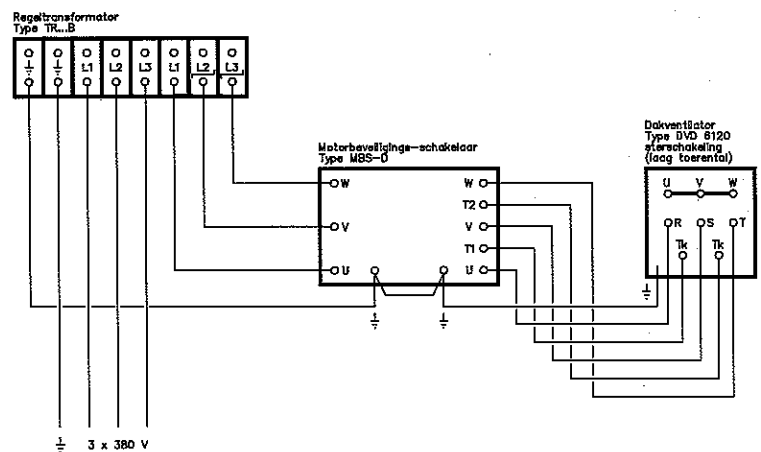 Regeltransformator
Type TR...B
L1 L2 L3 L1 L2 L3
Motorbeveiligings-schakelaar
Type MBS-D
Dakventilator
Type DVD 6120
sterschakeling
(laag toerental)
U V W
W W
T2
V V
T1
U U
R S T
Tk Tk
3 x 380 V